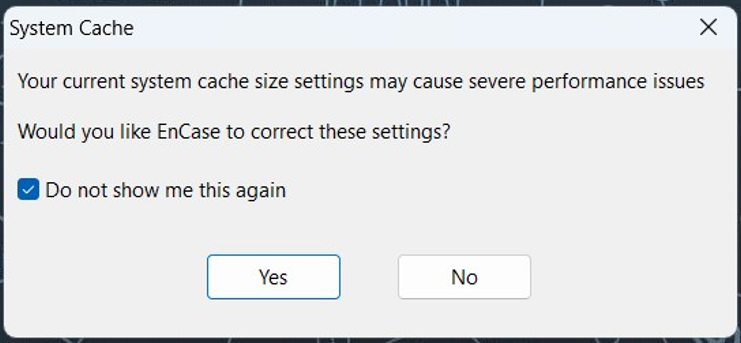 System Cache
Your current system cache size settings may cause severe performance issues
Would you like EnCase to correct these settings?
Do not show me this again
Yes
No